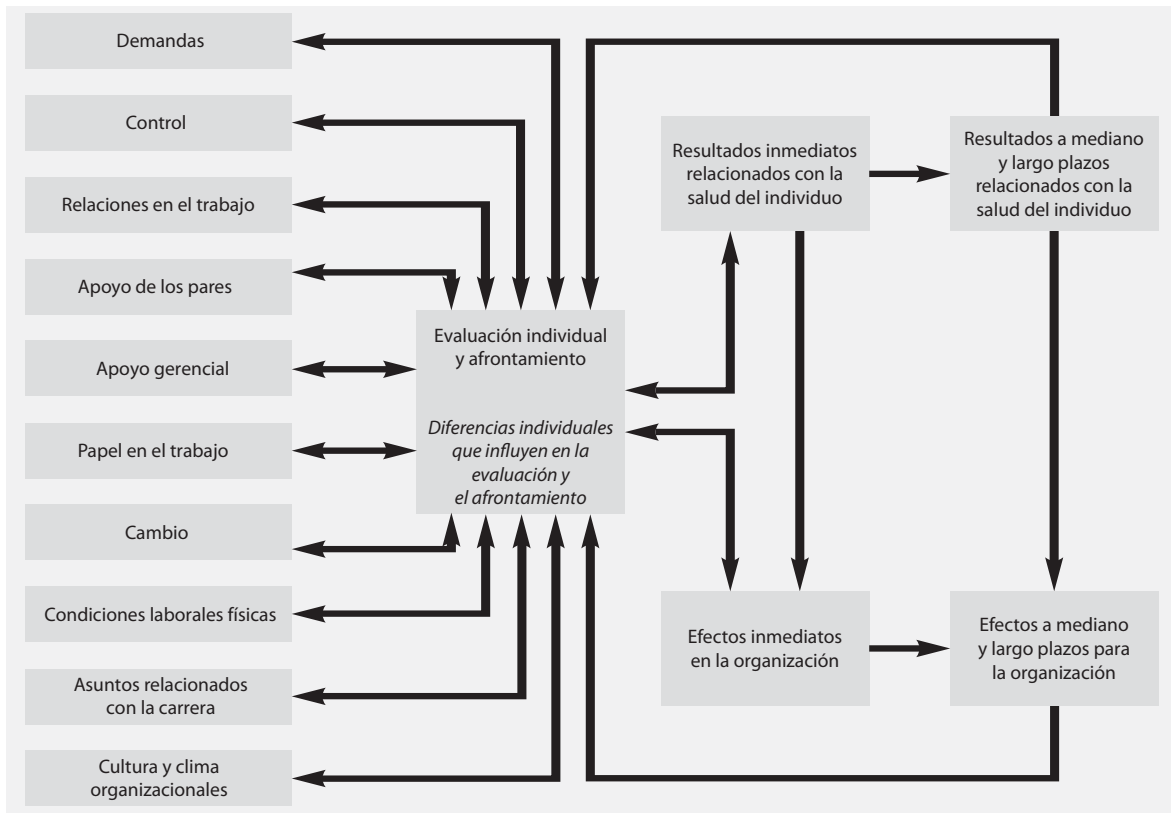 Demandas
Control
Relaciones en el trabajo
Apoyo de los pares
Apoyo gerencial
Papel en el trabajo
Cambio
Condiciones laborales físicas
Asuntos relacionados
con la carrera
Cultura y clima
organizacionales
Evaluación individual
y afrontamiento
Diferencias individuales
que influyen en la
evaluación y
el afrontamiento
Resultados inmediatos
relacionados con la
salud del individuo
Resultados a mediano
y largo plazos
relacionados con la
salud del individuo
Efectos inmediatos
en la organización
Efectos a mediano
y largo plazos para
la organización